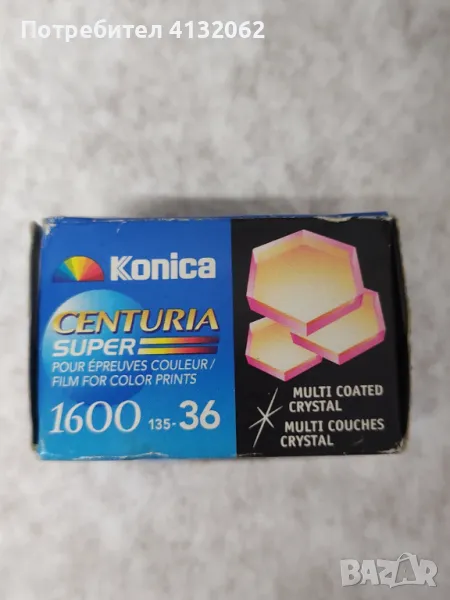 Потребител 4132062
Konica
CENTURIA
SUPER
POUR ÉPREUVES COULEUR/
FILM FOR COLOR PRINTS
1600 135-36
MULTI COATED
CRYSTAL
MULTI COUCHES
CRYSTAL
BAZAR